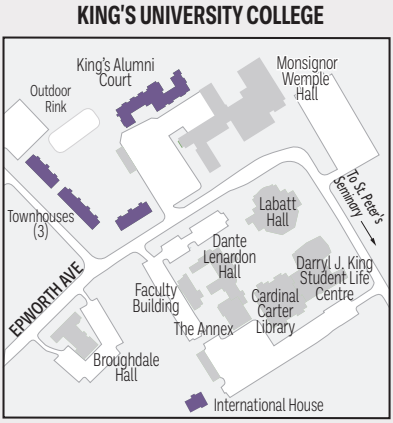 KING'S UNIVERSITY COLLEGE
King's Alumni
Court
Monsignor
Wemple
Hall
Outdoor
Rink
To St. Peter's
Seminary
Townhouses
(3)
Labatt
Hall
Dante
Lenardon
Hall
Darryl J. King
Student Life
Centre
EPWORTH AVE
Faculty
Building
Cardinal
Carter
Library
The Annex
Broughdale
Hall
International House